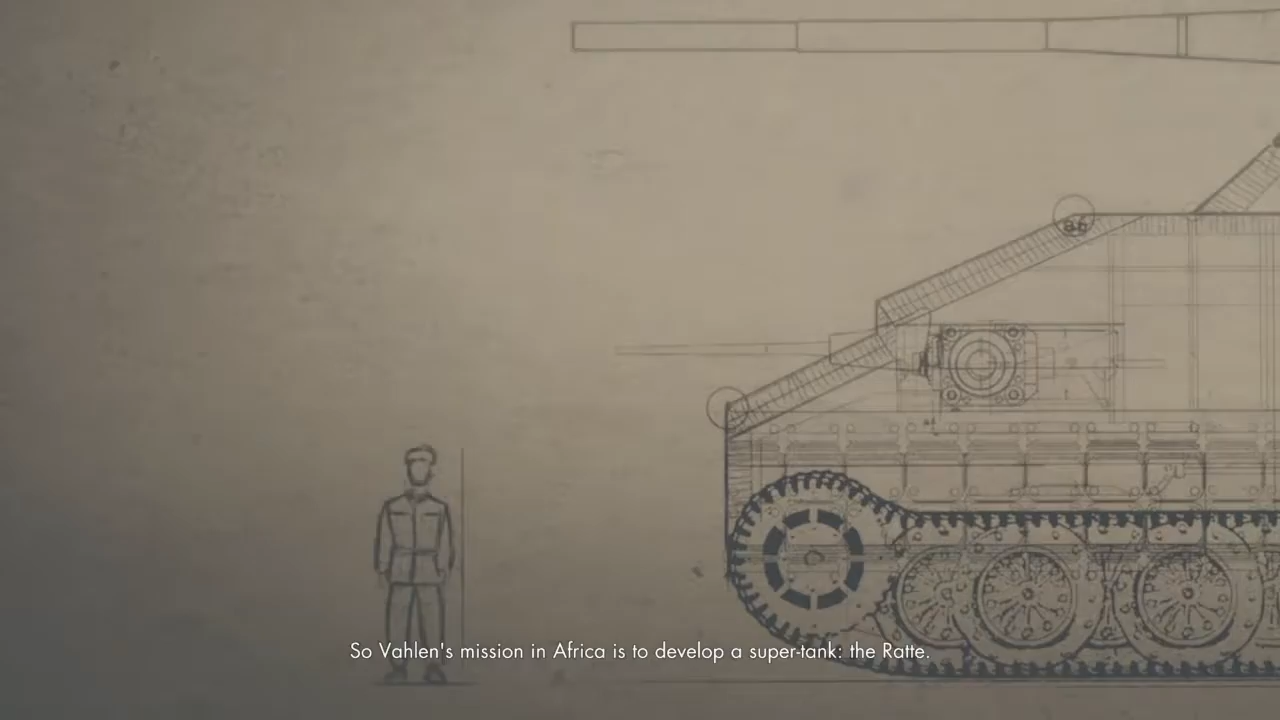 So Vahlen's mission in Africa is to develop a super-tank: the Ratte.